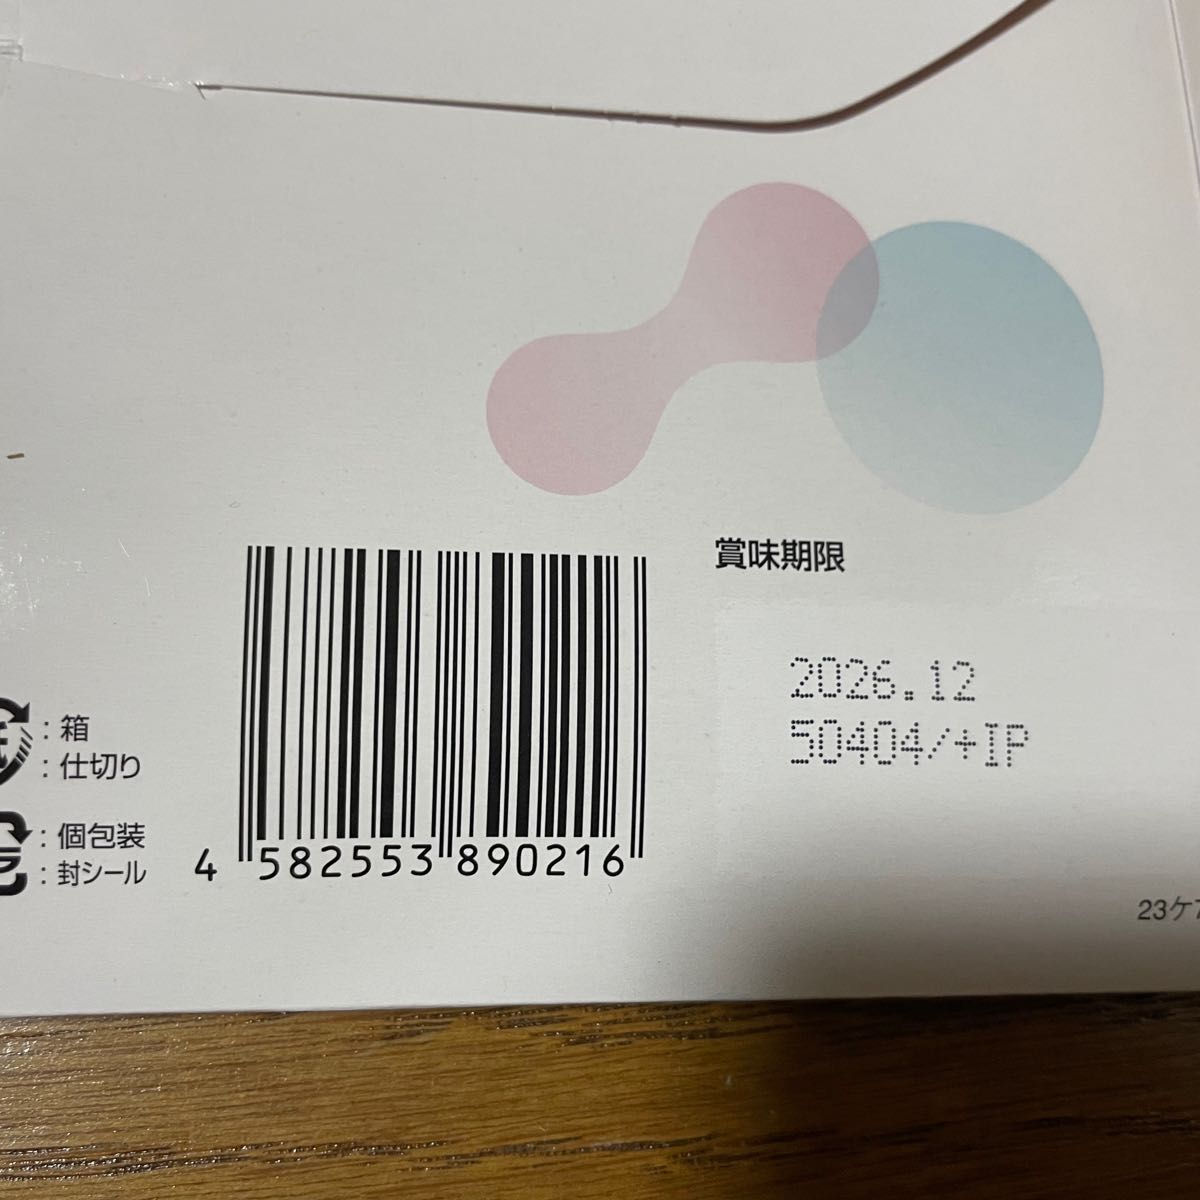 賞味期限
2026.12
50404/+IP
：箱
：仕切り
：個包装
：封シール
4 582553 890216
23ケ